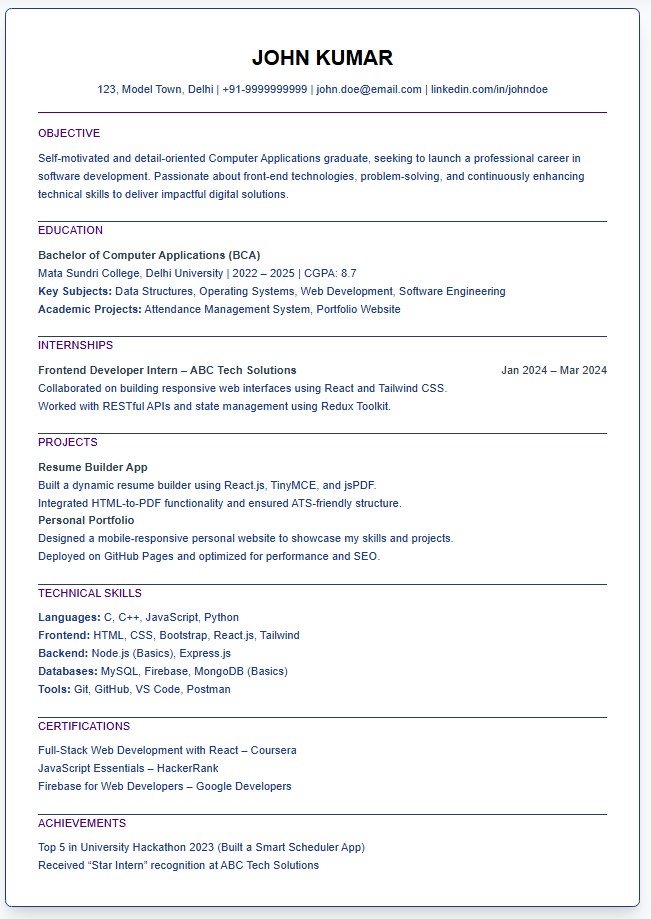 JOHN KUMAR
123, Model Town, Delhi | +91-9999999999 | john.doe@email.com | linkedin.com/in/johndoe
OBJECTIVE
Self-motivated and detail-oriented Computer Applications graduate, seeking to launch a professional career in
software development. Passionate about front-end technologies, problem-solving, and continuously enhancing
technical skills to deliver impactful digital solutions.
EDUCATION
Bachelor of Computer Applications (BCA)
Mata Sundri College, Delhi University | 2022 – 2025 | CGPA: 8.7
Key Subjects: Data Structures, Operating Systems, Web Development, Software Engineering
Academic Projects: Attendance Management System, Portfolio Website
INTERNSHIPS
Frontend Developer Intern – ABC Tech Solutions Jan 2024 – Mar 2024
Collaborated on building responsive web interfaces using React and Tailwind CSS.
Worked with RESTful APIs and state management using Redux Toolkit.
PROJECTS
Resume Builder App
Built a dynamic resume builder using React.js, TinyMCE, and jsPDF.
Integrated HTML-to-PDF functionality and ensured ATS-friendly structure.
Personal Portfolio
Designed a mobile-responsive personal website to showcase my skills and projects.
Deployed on GitHub Pages and optimized for performance and SEO.
TECHNICAL SKILLS
Languages: C, C++, JavaScript, Python
Frontend: HTML, CSS, Bootstrap, React.js, Tailwind
Backend: Node.js (Basics), Express.js
Databases: MySQL, Firebase, MongoDB (Basics)
Tools: Git, GitHub, VS Code, Postman
CERTIFICATIONS
Full-Stack Web Development with React – Coursera
JavaScript Essentials – HackerRank
Firebase for Web Developers – Google Developers
ACHIEVEMENTS
Top 5 in University Hackathon 2023 (Built a Smart Scheduler App)
Received “Star Intern” recognition at ABC Tech Solutions